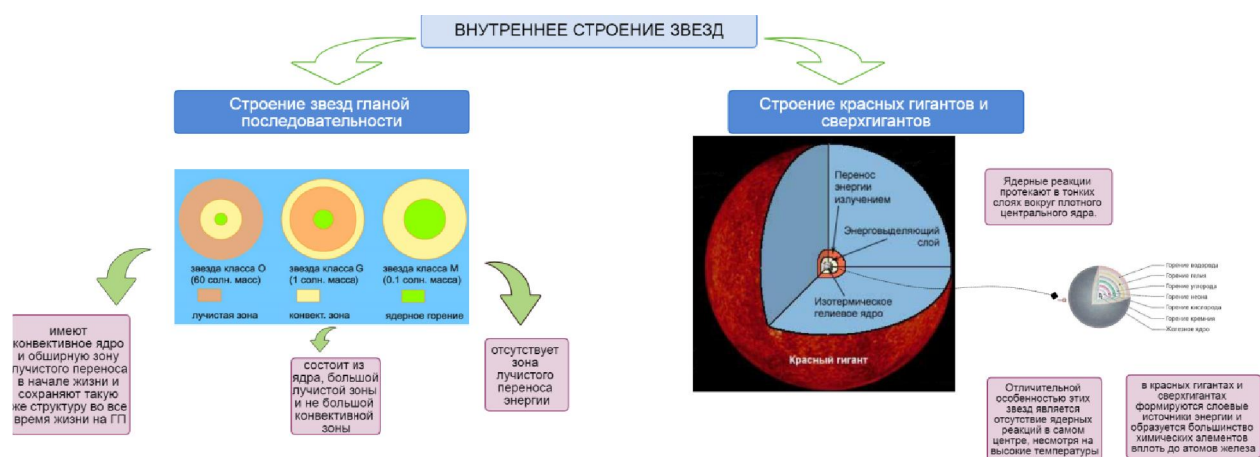 ВНУТРЕННЕЕ СТРОЕНИЕ ЗВЕЗД
Строение звезд гланой
последовательности
звезда класса O
(60 солн. масс)
звезда класса G
(1 солн. масса)
звезда класса M
(0.1 солн. масса)
лучистая зона
конвект. зона
ядерное горение
имеют
конвективное ядро
и обширную зону
лучистого переноса
в начале жизни и
сохраняют такую
же структуру во все
время жизни на ГП
состоит из
ядра, большой
лучистой зоны
и не большой
конвективной
зоны
отсутствует
зона
лучистого
переноса
энергии
Строение красных гигантов и
сверхгигантов
Перенос
энергии
излучением
Энерговыделяющий
слой
Изотермическое
гелиевое ядро
Красный гигант
Ядерные реакции
протекают в тонких
слоях вокруг плотного
центрального ядра.
Горение водорода
Горение гелия
Горение углерода
Горение неона
Горение кислорода
Горение кремния
Железное ядро
Отличительной
особенностью этих
звезд является
отсутствие ядерных
реакций в самом
центре, несмотря на
высокие температуры
в красных гигантах и
сверхгигантах
формируются слоевые
источники энергии и
образуется большинство
химических элементов
вплоть до атомов железа